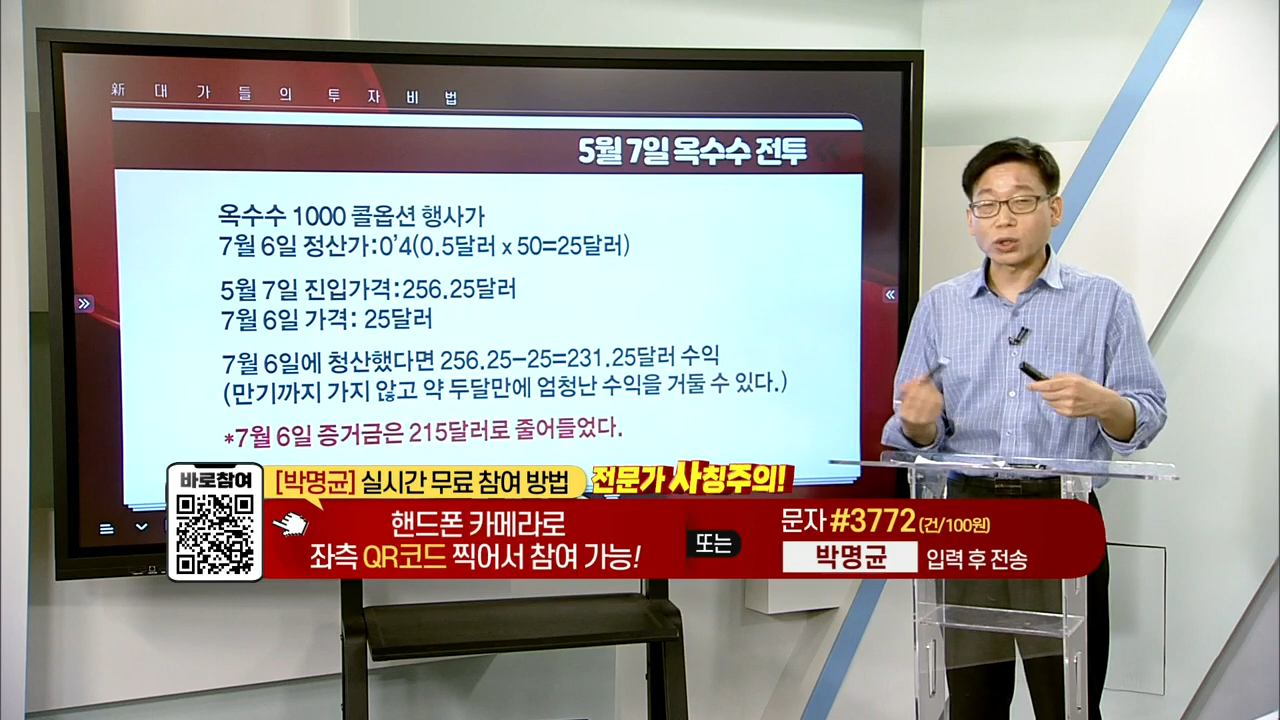 新 대 가 들 의 투 자 비 법
5월 7일 옥수수 전투
옥수수 1000 콜옵션 행사가
7월 6일 정산가:0'4(0.5달러 x 50=25달러)
5월 7일 진입가격:256.25달러
7월 6일 가격: 25달러
7월 6일에 청산했다면 256.25-25=231.25달러 수익
(만기까지 가지 않고 약 두달만에 엄청난 수익을 거둘 수 있다.)
*7월 6일 증거금은 215달러로 줄어들었다.
바로참여
[박명균] 실시간 무료 참여 방법
전문가 사칭주의!
핸드폰 카메라로
좌측 QR코드 찍어서 참여 가능!
또는
문자 #3772 (건/100원)
박명균 입력 후 전송